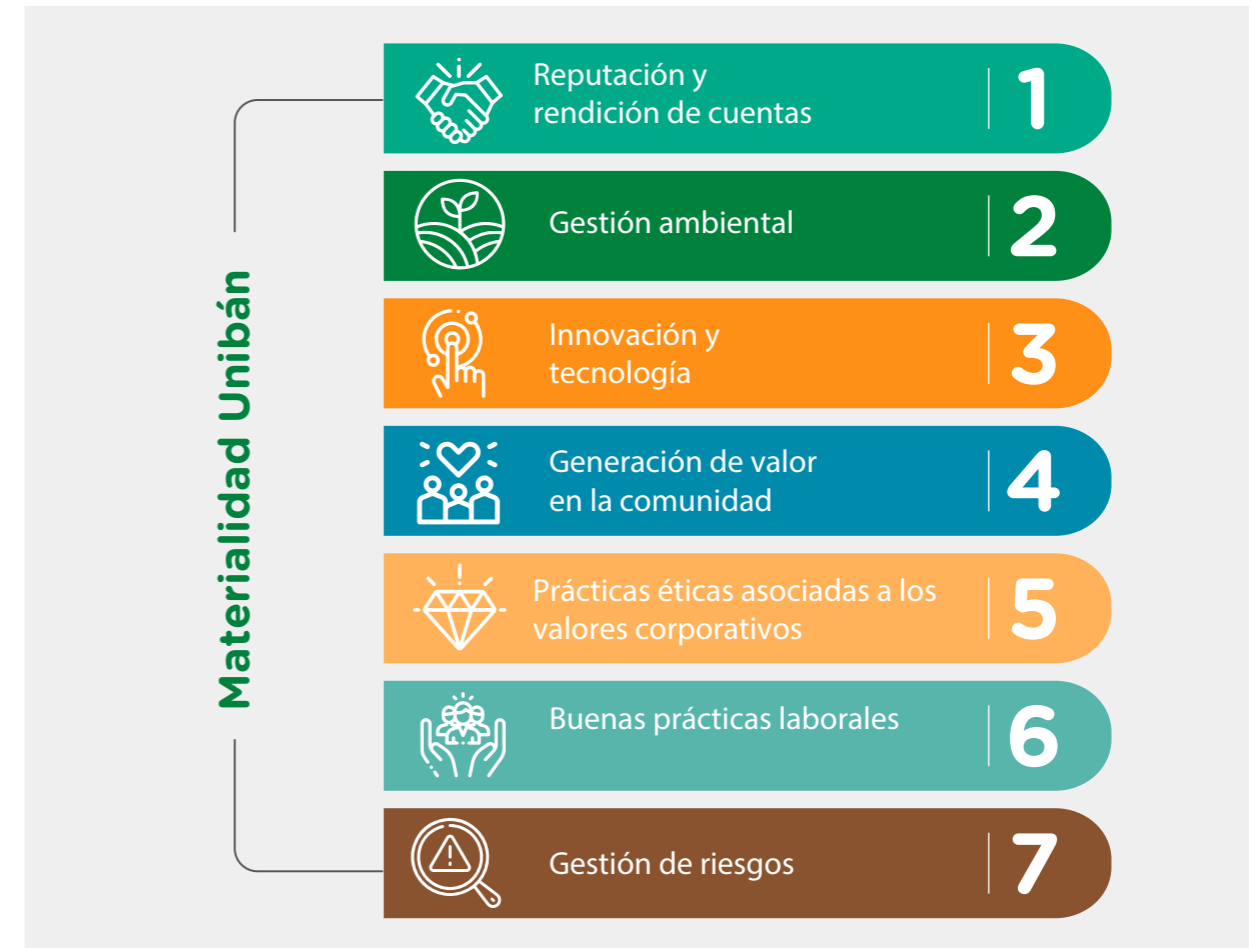 Materialidad Unibán
Reputación y
rendición de cuentas
1
Gestión ambiental
2
Innovación y
tecnología
3
Generación de valor
en la comunidad
4
Prácticas éticas asociadas a los
valores corporativos
5
Buenas prácticas laborales
6
Gestión de riesgos
7